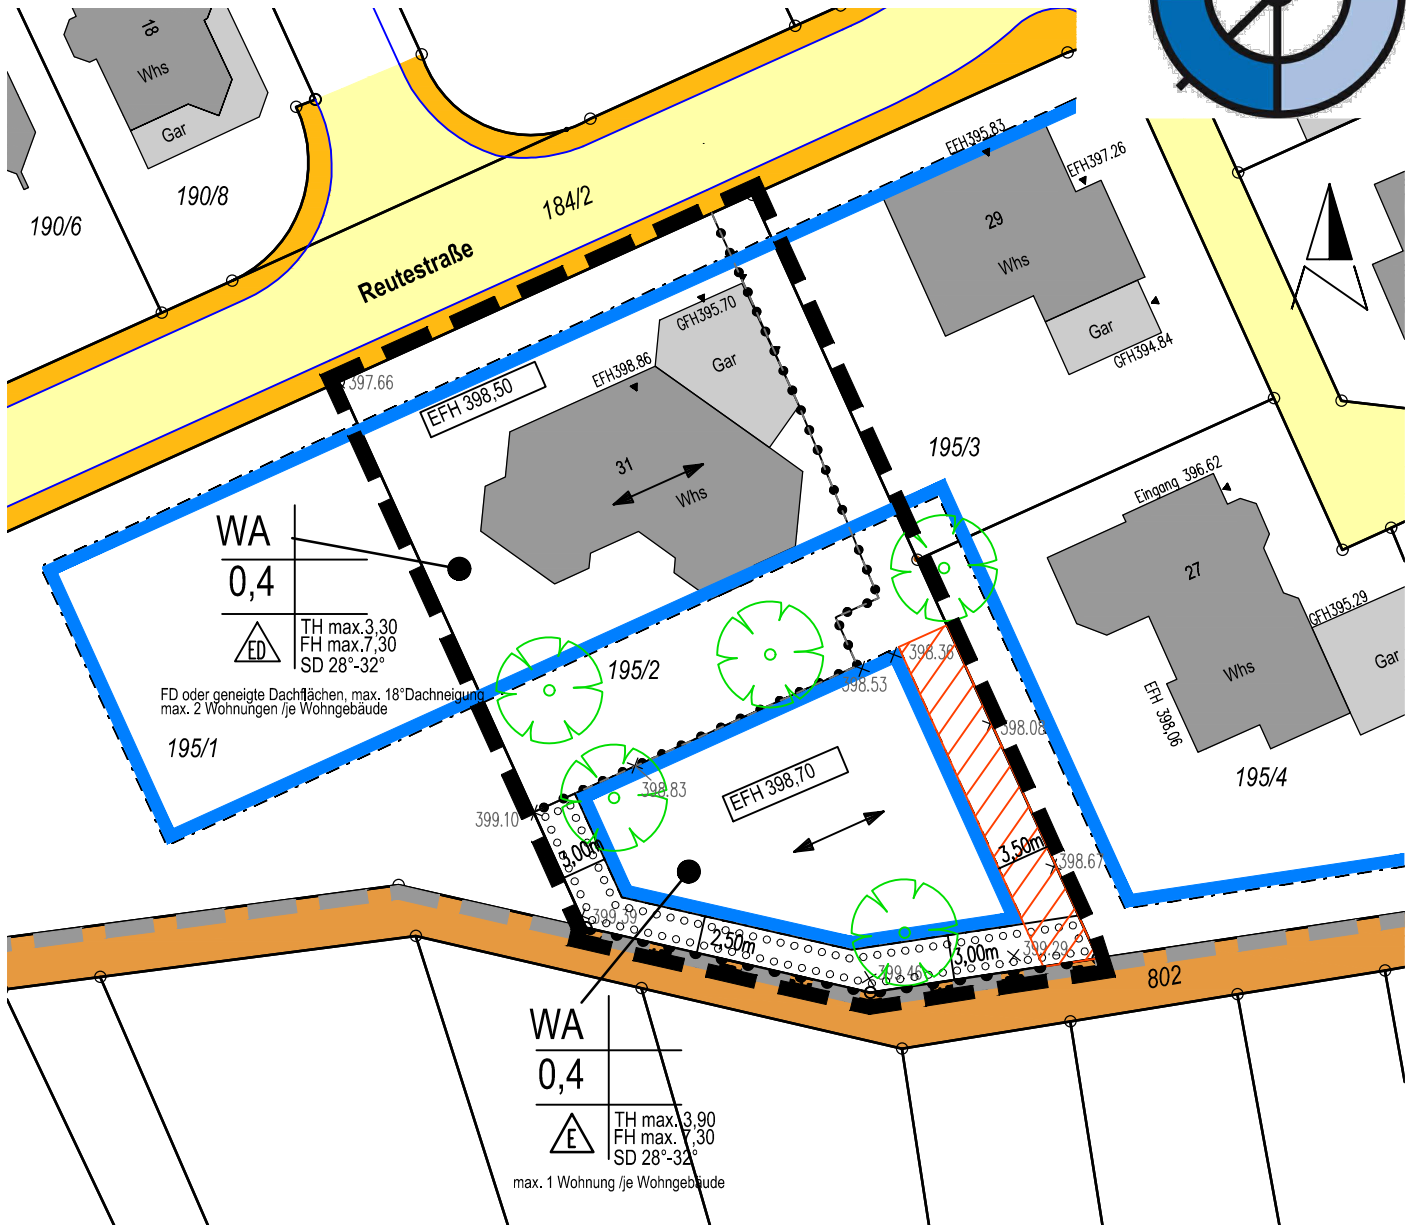 18
Whs
Gar
190/6
190/8
184/2
Reutestraße
EFH395.83
EFH397.26
29
Whs
Gar
GFH394.84
397.66
EFH 398,50
EFH398.86
GFH395.70
Gar
31
Whs
195/3
Eingang 396.62
27
Whs
GFH395.29
Gar
EFH 398.06
195/4
WA
0,4
ED
TH max.3,30
FH max.7,30
SD 28°-32°
FD oder geneigte Dachflächen, max. 18°Dachneigung
max. 2 Wohnungen /je Wohngebäude
195/1
195/2
398.36
398.53
398.08
398.83
EFH 398,70
399.10
3,00m
3,50m
398.67
399.39
2,50m
399.46
3,00m
399.29
802
WA
0,4
E
TH max. 3,90
FH max. 7,30
SD 28°-32°
max. 1 Wohnung /je Wohngebäude